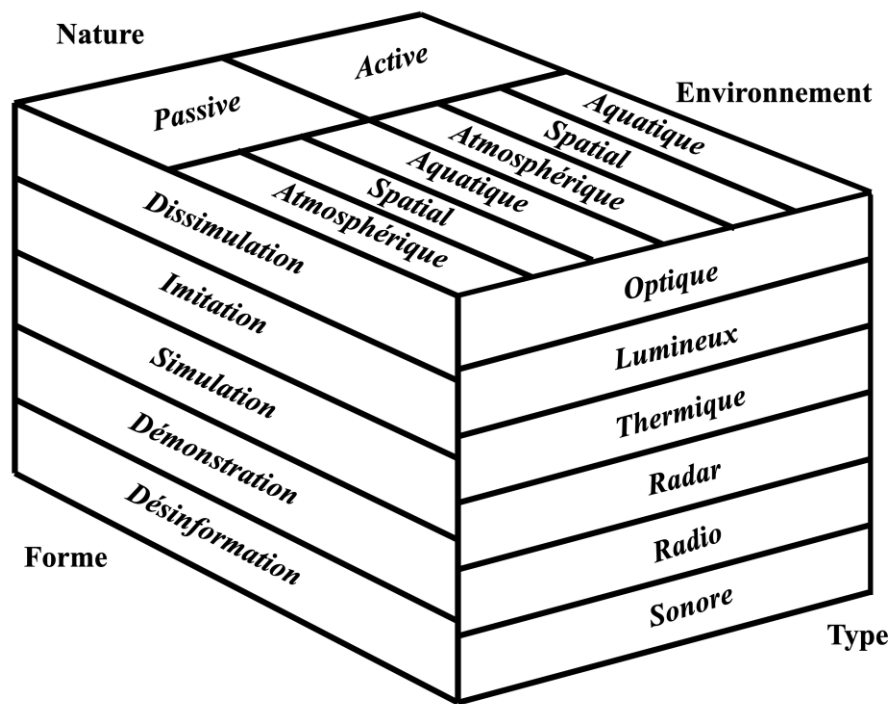 Nature
Active
Passive
Environnement
Aquatique
Spatial
Atmosphérique
Aquatique
Spatial
Atmosphérique
Dissimulation
Imitation
Simulation
Démonstration
Désinformation
Forme
Optique
Lumineux
Thermique
Radar
Radio
Sonore
Type